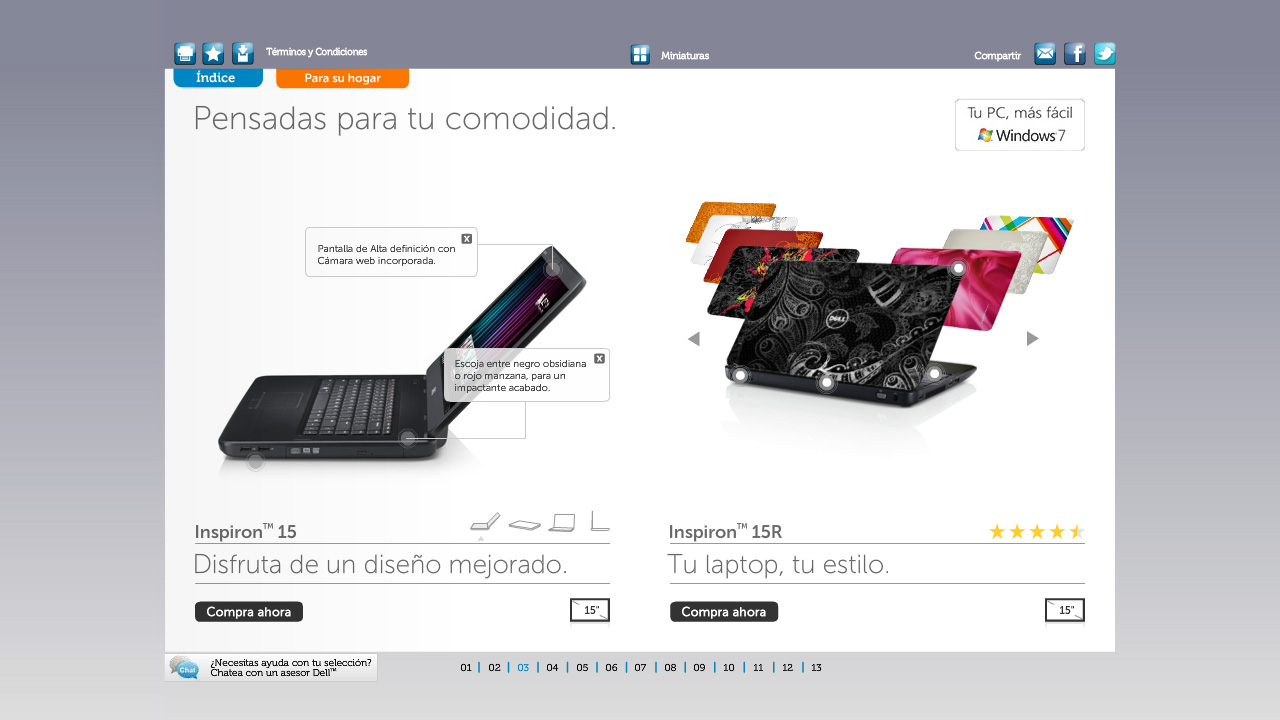 Términos y Condiciones
Miniaturas
Compartir
Índice
Para su hogar
Pensadas para tu comodidad.
Tu PC, más fácil
Windows 7
Pantalla de Alta definición con
Cámara web incorporada.
Escoja entre negro obsidiana
o rojo manzana, para un
impactante acabado.
DELL
Inspiron™ 15
Disfruta de un diseño mejorado.
Compra ahora
15"
Inspiron™ 15R
Tu laptop, tu estilo.
Compra ahora
15"
Chat
¿Necesitas ayuda con tu selección?
Chatea con un asesor Dell™
01 | 02 | 03 | 04 | 05 | 06 | 07 | 08 | 09 | 10 | 11 | 12 | 13